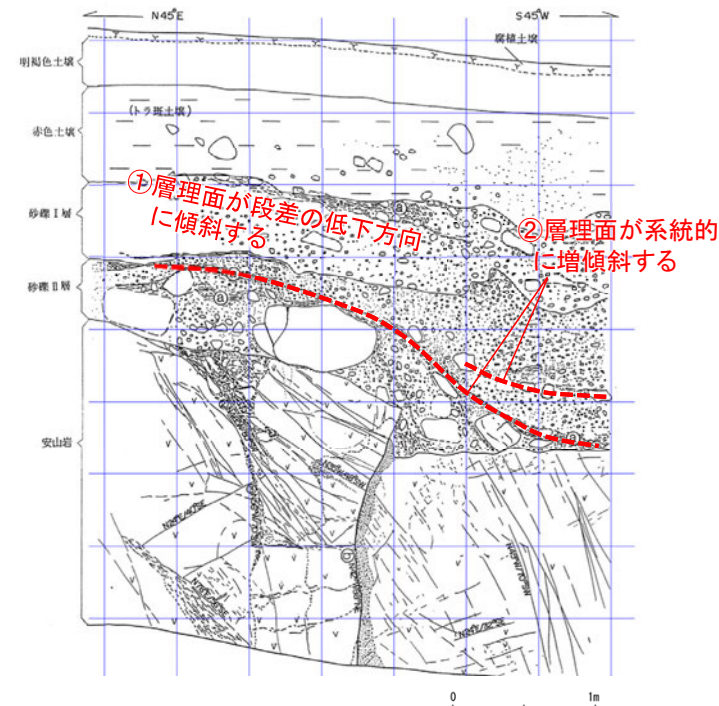 N45°E
S45°W
腐植土壌
明褐色土壌
(トラ斑土壌)
赤色土壌
①層理面が段差の低下方向
に傾斜する
ⓐ
砂礫Ⅰ層
②層理面が系統的
に増傾斜する
砂礫Ⅱ層
ⓐ
安山岩
0
1m